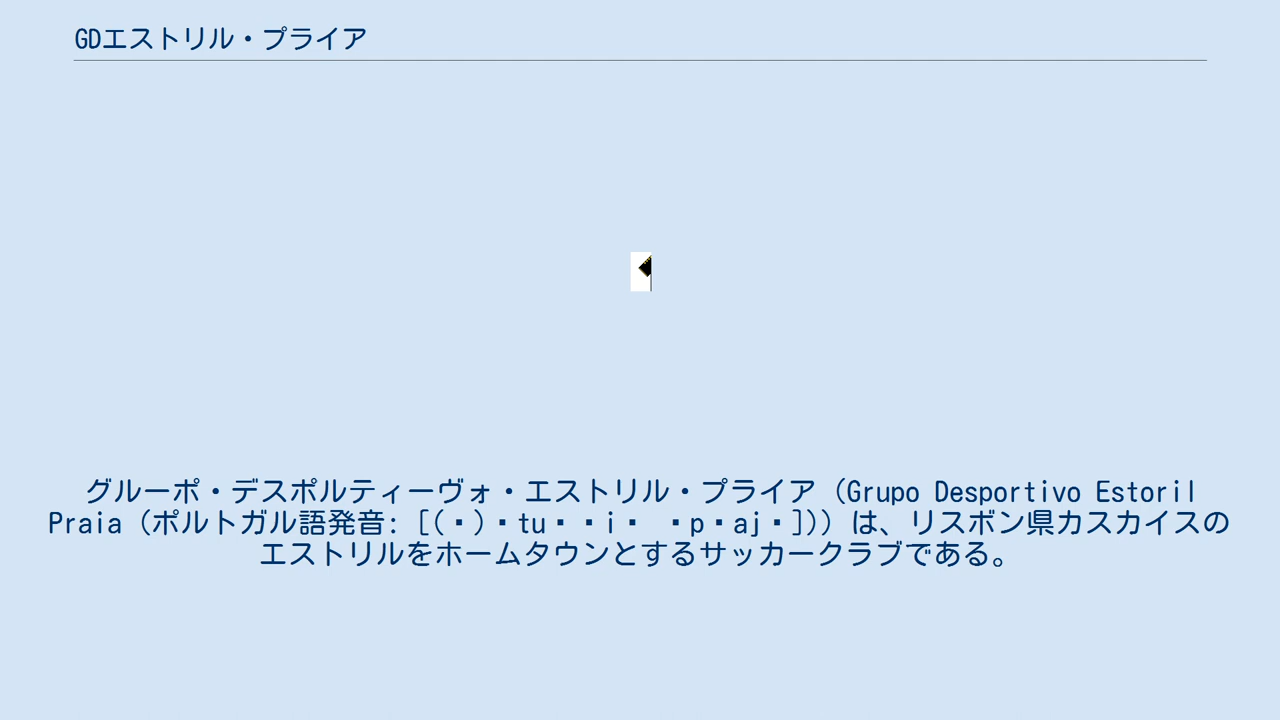 GDエストリル・プライア
グルーポ・デスポルティーヴォ・エストリル・プライア（Grupo Desportivo Estoril
Praia（ポルトガル語発音: [(▪)▪tu▪▪i▪ ▪p▪aj▪]））は、リスボン県カスカイスの
エストリルをホームタウンとするサッカークラブである。